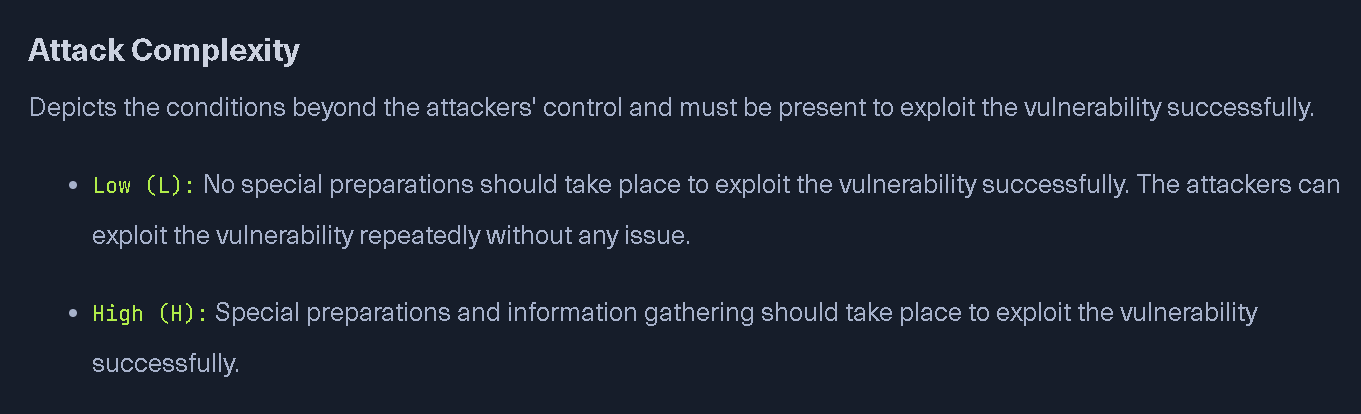 Attack Complexity
Depicts the conditions beyond the attackers' control and must be present to exploit the vulnerability successfully.
• Low (L): No special preparations should take place to exploit the vulnerability successfully. The attackers can
exploit the vulnerability repeatedly without any issue.
• High (H): Special preparations and information gathering should take place to exploit the vulnerability
successfully.